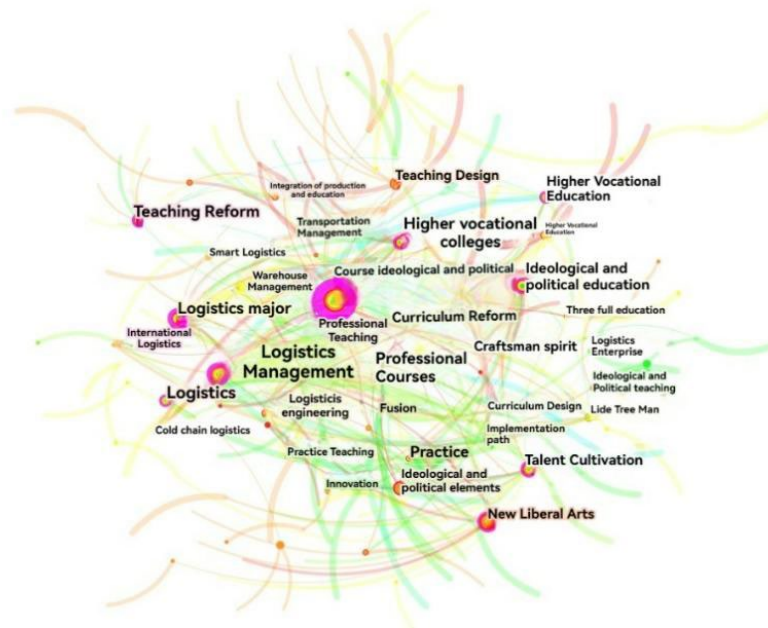 Teaching Design
Higher Vocational
Education
Integration of production
and education
Teaching Reform
Transportation
Management
Higher vocational
colleges
Higher Vocational
Education
Smart Logistics
Course ideological and political
Ideological and
political education
Warehouse
Management
Logistics major
Professional
Teaching
Curriculum Reform
Three full education
International
Logistics
Logistics
Management
Professional
Courses
Craftsman spirit
Logistics
Enterprise
Ideological and
Political teaching
Logistics
Logisticis
engineering
Fusion
Curriculum Design
Lide Tree Man
Cold chain logistics
Implementation
path
Practice Teaching
Practice
Talent Cultivation
Innovation
Ideological and
political elements
New Liberal Arts